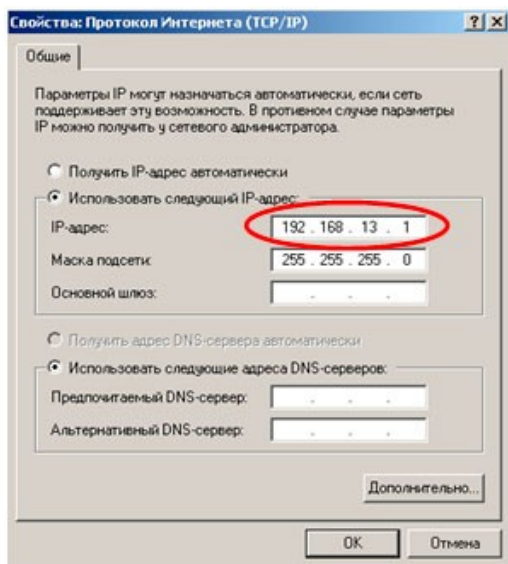 Свойства: Протокол Интернета (TCP/IP)
Общие
Параметры IP могут назначаться автоматически, если сеть
поддерживает эту возможность. В противном случае параметры
IP можно получить у сетевого администратора.
Получить IP-адрес автоматически
Использовать следующий IP-адрес:
IP-адрес: 192 . 168 . 13 . 1
Маска подсети: 255 . 255 . 255 . 0
Основной шлюз: . . .
Получить адрес DNS-сервера автоматически
Использовать следующие адреса DNS-серверов:
Предпочитаемый DNS-сервер: . . .
Альтернативный DNS-сервер: . . .
Дополнительно...
OK Отмена